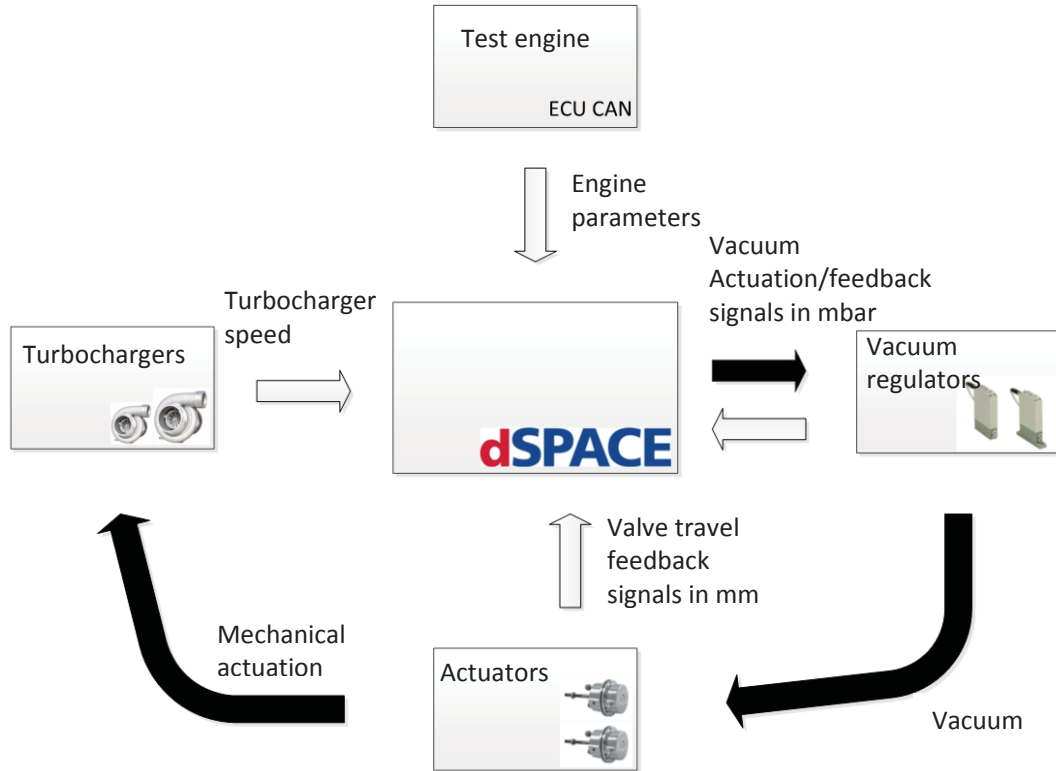 Test engine
ECU CAN
Engine
parameters
Vacuum
Actuation/feedback
signals in mbar
Turbocharger
speed
Turbochargers
Vacuum
regulators
dSPACE
Valve travel
feedback
signals in mm
Mechanical
actuation
Actuators
Vacuum